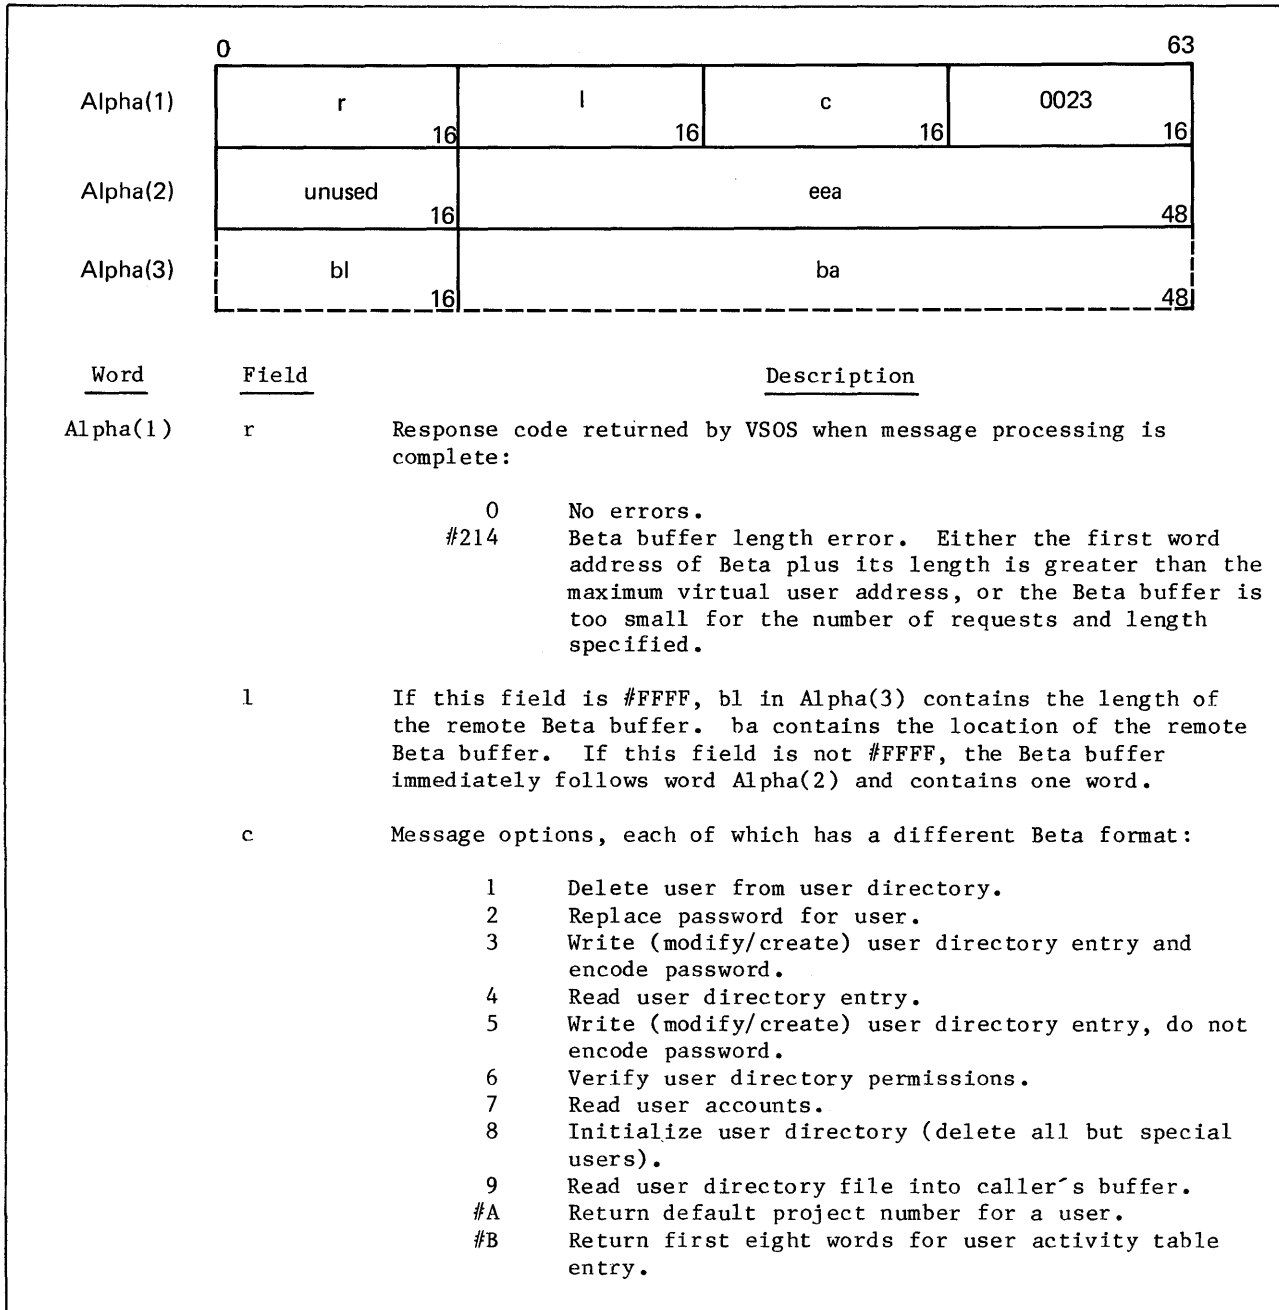 0 63
Alpha(1) r 16 l 16 c 16 0023 16
Alpha(2) unused 16 eea 48
Alpha(3) bl 16 ba 48
Word Field Description
Alpha(1) r Response code returned by VSOS when message processing is
complete:
0 No errors.
#214 Beta buffer length error. Either the first word
address of Beta plus its length is greater than the
maximum virtual user address, or the Beta buffer is
too small for the number of requests and length
specified.
l If this field is #FFFF, bl in Alpha(3) contains the length of
the remote Beta buffer. ba contains the location of the remote
Beta buffer. If this field is not #FFFF, the Beta buffer
immediately follows word Alpha(2) and contains one word.
c Message options, each of which has a different Beta format:
1 Delete user from user directory.
2 Replace password for user.
3 Write (modify/create) user directory entry and
encode password.
4 Read user directory entry.
5 Write (modify/create) user directory entry, do not
encode password.
6 Verify user directory permissions.
7 Read user accounts.
8 Initialize user directory (delete all but special
users).
9 Read user directory file into caller's buffer.
#A Return default project number for a user.
#B Return first eight words for user activity table
entry.